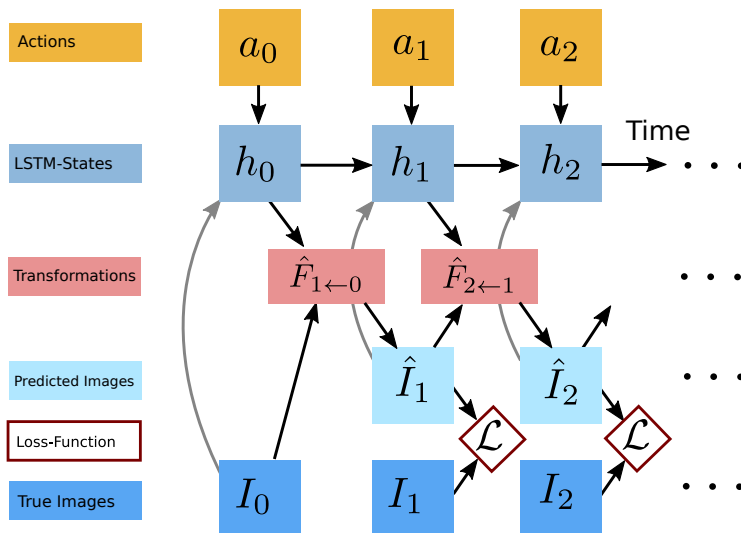 Actions
a₀ a₁ a₂
Time
LSTM-States
h₀ h₁ h₂ . . .
Transformations
F̂₁←₀ F̂₂←₁ . . .
Predicted Images
Î₁ Î₂ . . .
Loss-Function
ℒ ℒ
True Images
I₀ I₁ I₂ . . .